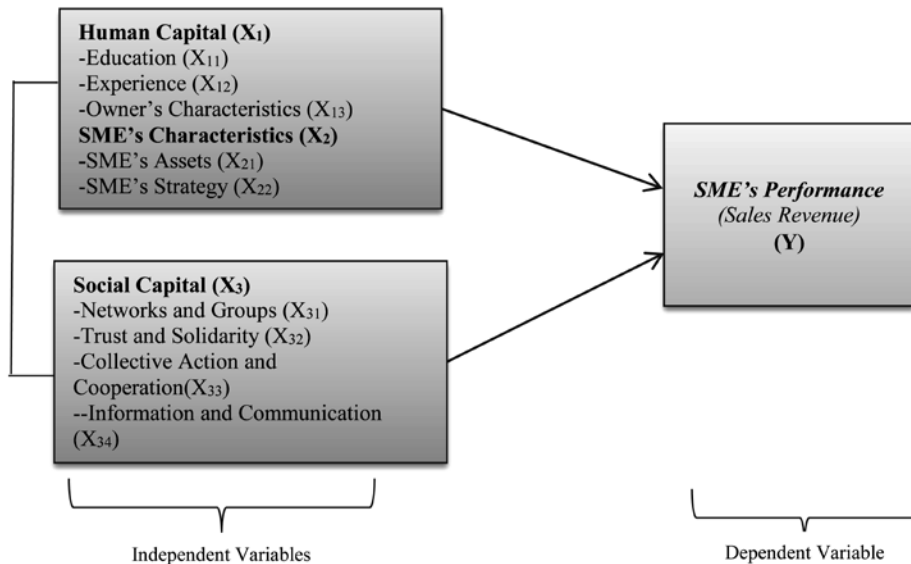 Human Capital (X₁)
-Education (X₁₁)
-Experience (X₁₂)
-Owner's Characteristics (X₁₃)
SME's Characteristics (X₂)
-SME's Assets (X₂₁)
-SME's Strategy (X₂₂)
Social Capital (X₃)
-Networks and Groups (X₃₁)
-Trust and Solidarity (X₃₂)
-Collective Action and
Cooperation(X₃₃)
--Information and Communication
(X₃₄)
SME's Performance
(Sales Revenue)
(Y)
Independent Variables
Dependent Variable